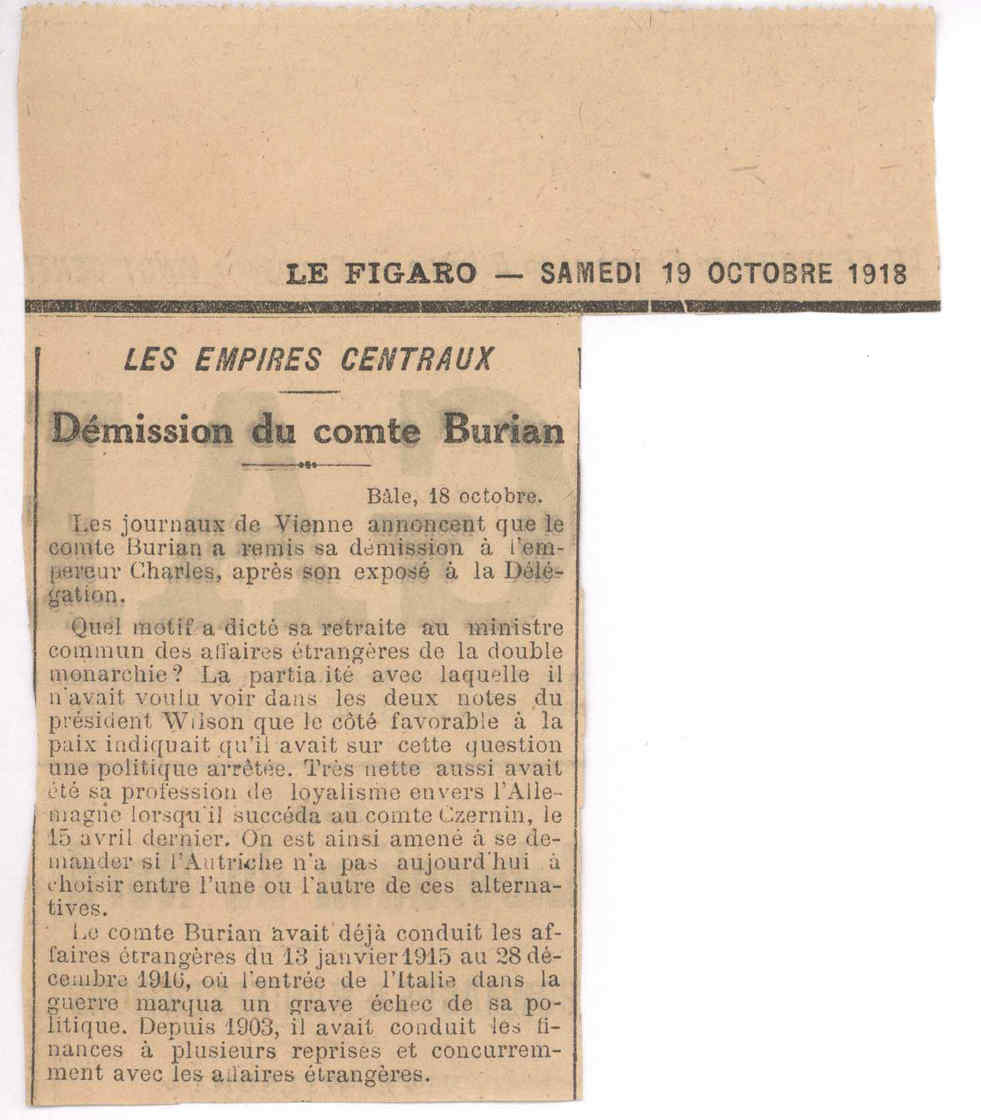 LE FIGARO — SAMEDI 19 OCTOBRE 1918
LES EMPIRES CENTRAUX
Démission du comte Burian
Bâle, 18 octobre.
Les journaux de Vienne annoncent que le
comte Burian a remis sa démission à l'em-
pereur Charles, après son exposé à la Délé-
gation.
Quel motif a dicté sa retraite au ministre
commun des affaires étrangères de la double
monarchie? La partia ité avec laquelle il
n'avait voulu voir dans les deux notes du
président Wilson que le côté favorable à la
paix indiquait qu'il avait sur cette question
une politique arrêtée. Très nette aussi avait
été sa profession de loyalisme envers l'Alle-
magne lorsqu'il succéda au comte Czernin, le
15 avril dernier. On est ainsi amené à se de-
mander si l'Autriche n'a pas aujourd'hui à
choisir entre l'une ou l'autre de ces alterna-
tives.
Le comte Burian avait déjà conduit les af-
faires étrangères du 13 janvier 1915 au 28 dé-
cembre 1916, où l'entrée de l'Italie dans la
guerre marqua un grave échec de sa po-
litique. Depuis 1903, il avait conduit les fi-
nances à plusieurs reprises et concurrem-
ment avec les affaires étrangères.